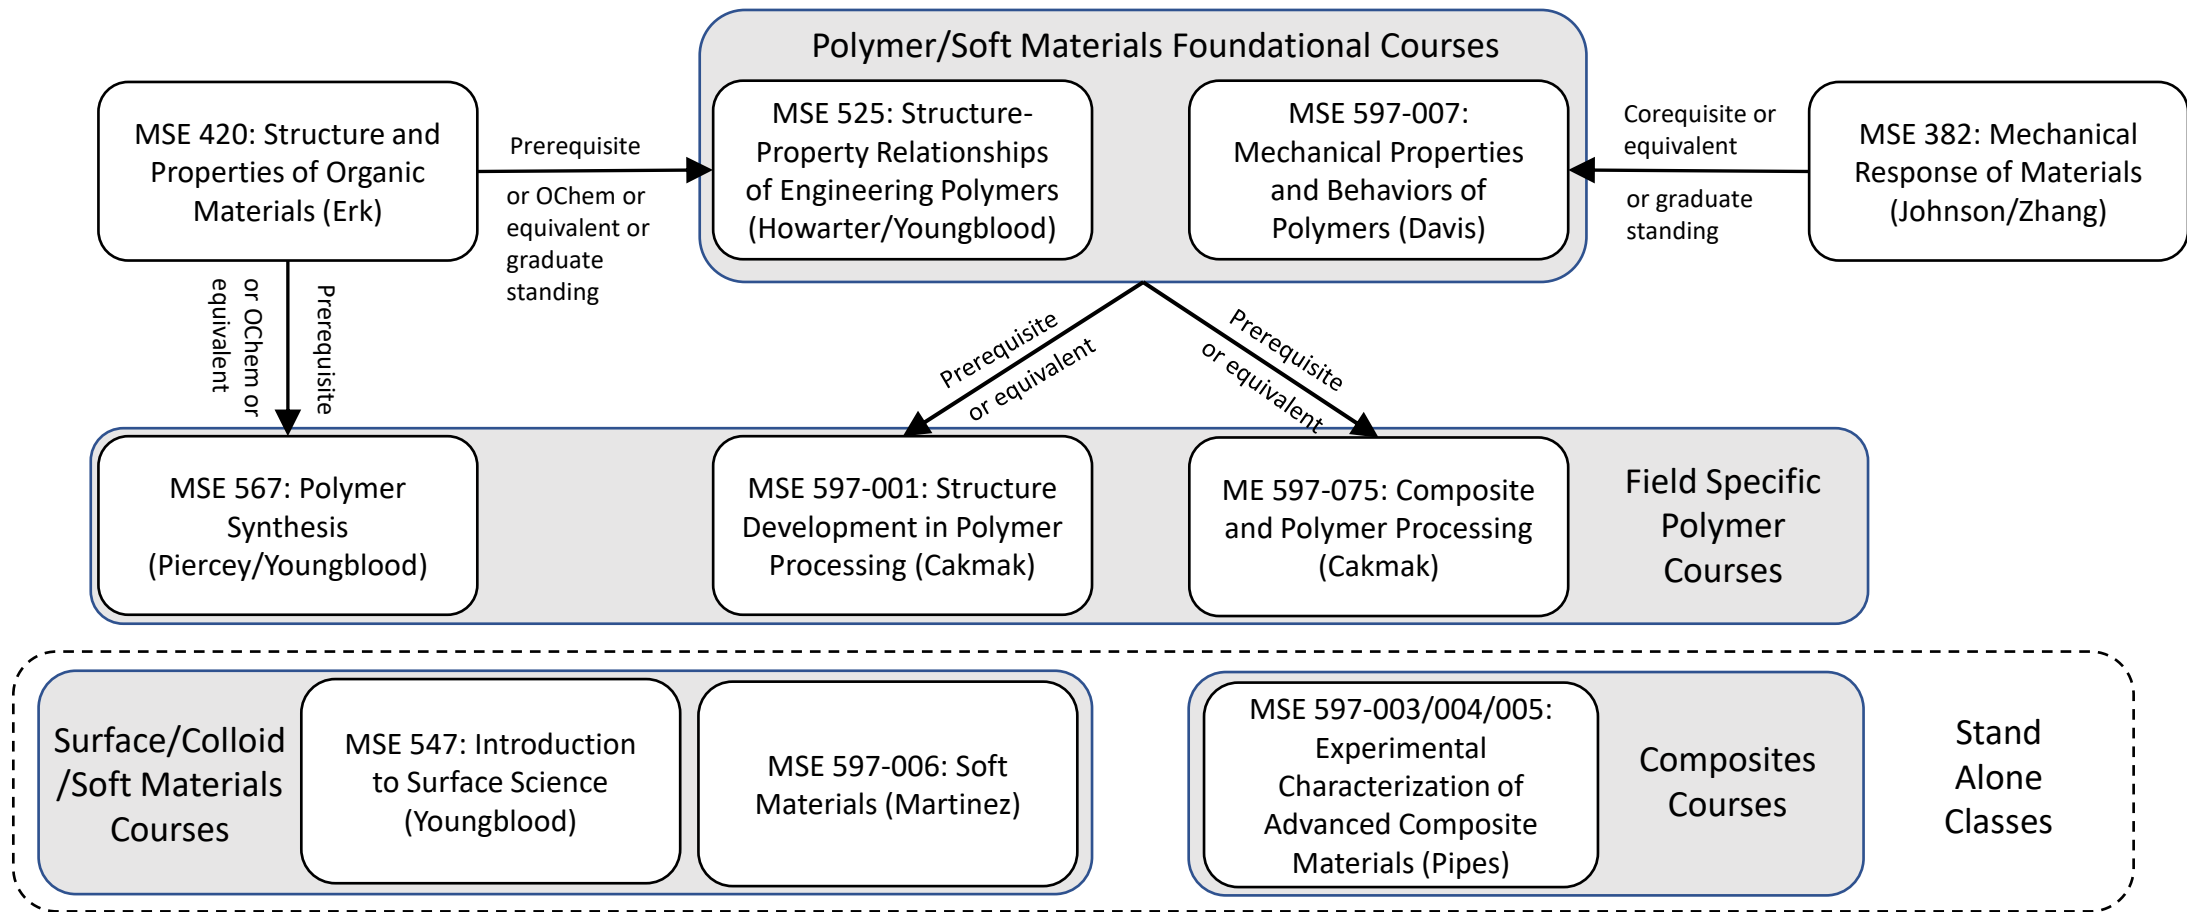 Polymer/Soft Materials Foundational Courses
MSE 420: Structure and
Properties of Organic
Materials (Erk)
Prerequisite
or OChem or
equivalent or
graduate
standing
MSE 525: Structure-
Property Relationships
of Engineering Polymers
(Howarter/Youngblood)
MSE 597-007:
Mechanical Properties
and Behaviors of
Polymers (Davis)
Corequisite or
equivalent
or graduate
standing
MSE 382: Mechanical
Response of Materials
(Johnson/Zhang)
Prerequisite
or OChem or
equivalent
Prerequisite
or equivalent
Prerequisite
or equivalent
MSE 567: Polymer
Synthesis
(Piercey/Youngblood)
MSE 597-001: Structure
Development in Polymer
Processing (Cakmak)
ME 597-075: Composite
and Polymer Processing
(Cakmak)
Field Specific
Polymer
Courses
Surface/Colloid
/Soft Materials
Courses
MSE 547: Introduction
to Surface Science
(Youngblood)
MSE 597-006: Soft
Materials (Martinez)
MSE 597-003/004/005:
Experimental
Characterization of
Advanced Composite
Materials (Pipes)
Composites
Courses
Stand
Alone
Classes